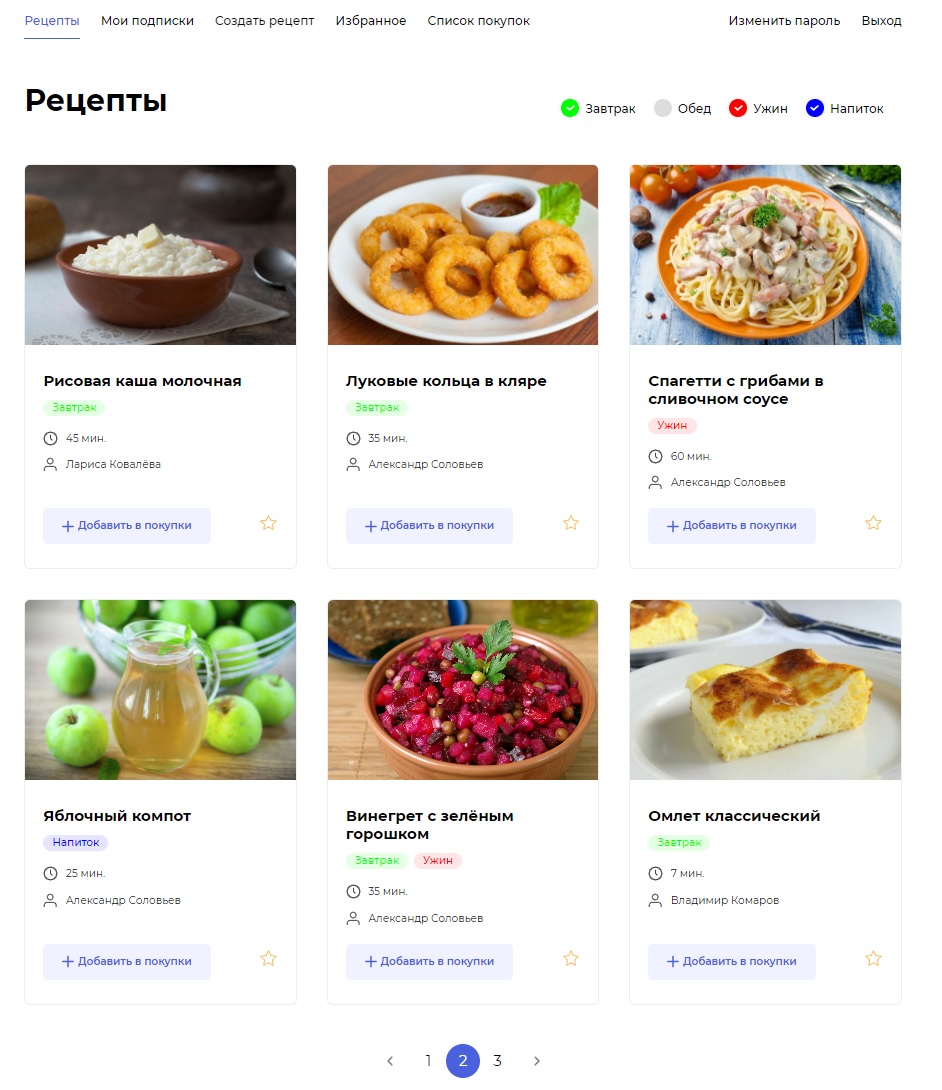 Рецепты Мои подписки Создать рецепт Избранное Список покупок Изменить пароль Выход
Рецепты
Завтрак Обед Ужин Напиток
Рисовая каша молочная
Завтрак
45 мин.
Лариса Ковалёва
Добавить в покупки
Луковые кольца в кляре
Завтрак
35 мин.
Александр Соловьев
Добавить в покупки
Спагетти с грибами в
сливочном соусе
Ужин
60 мин.
Александр Соловьев
Добавить в покупки
Яблочный компот
Напиток
25 мин.
Александр Соловьев
Добавить в покупки
Винегрет с зелёным
горошком
Завтрак Ужин
35 мин.
Александр Соловьев
Добавить в покупки
Омлет классический
Завтрак
7 мин.
Владимир Комаров
Добавить в покупки
1 2 3